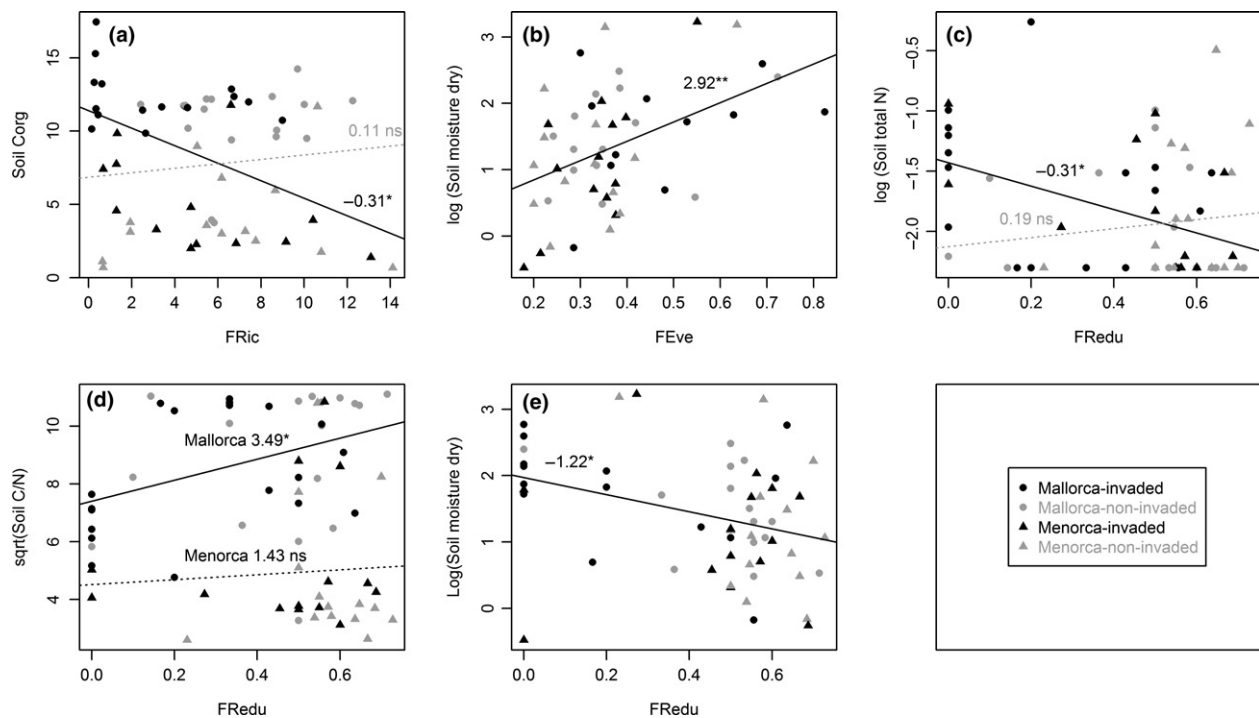 (a)
Soil Corg
15
10
5
0
0.11 ns
−0.31*
0 2 4 6 8 10 12 14
FRic
(b)
log (Soil moisture dry)
3
2
1
0
2.92**
0.2 0.3 0.4 0.5 0.6 0.7 0.8
FEve
(c)
log (Soil total N)
−0.5
−1.0
−1.5
−2.0
−0.31*
0.19 ns
0.0 0.2 0.4 0.6
FRedu
(d)
sqrt(Soil C/N)
10
8
6
4
Mallorca 3.49*
Menorca 1.43 ns
0.0 0.2 0.4 0.6
FRedu
(e)
Log(Soil moisture dry)
3
2
1
0
−1.22*
0.0 0.2 0.4 0.6
FRedu
Mallorca-invaded
Mallorca-non-invaded
Menorca-invaded
Menorca-non-invaded